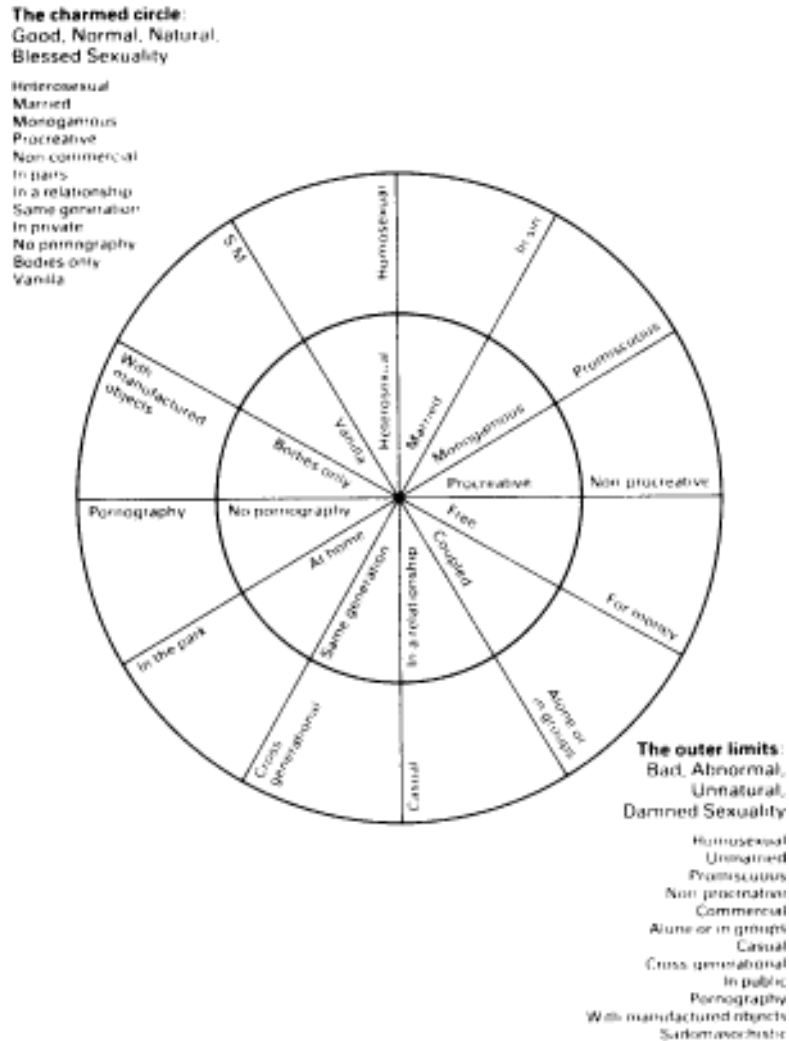 The charmed circle:
Good, Normal, Natural,
Blessed Sexuality
Heterosexual
Married
Monogamous
Procreative
Non commercial
In pairs
In a relationship
Same generation
In private
No pornography
Bodies only
Vanilla
Homosexual
In sin
S M
Promiscuous
With
manufactured
objects
Heterosexual
Married
Vanilla
Monogamous
Bodies only
Procreative
Non procreative
Pornography
No pornography
Free
At home
Coupled
Same generation
In a relationship
For money
In the park
Alone or
in groups
Cross
generational
Casual
The outer limits:
Bad, Abnormal,
Unnatural,
Damned Sexuality
Homosexual
Unmarried
Promiscuous
Non procreative
Commercial
Alone or in groups
Casual
Cross generational
In public
Pornography
With manufactured objects
Sadomasochistic